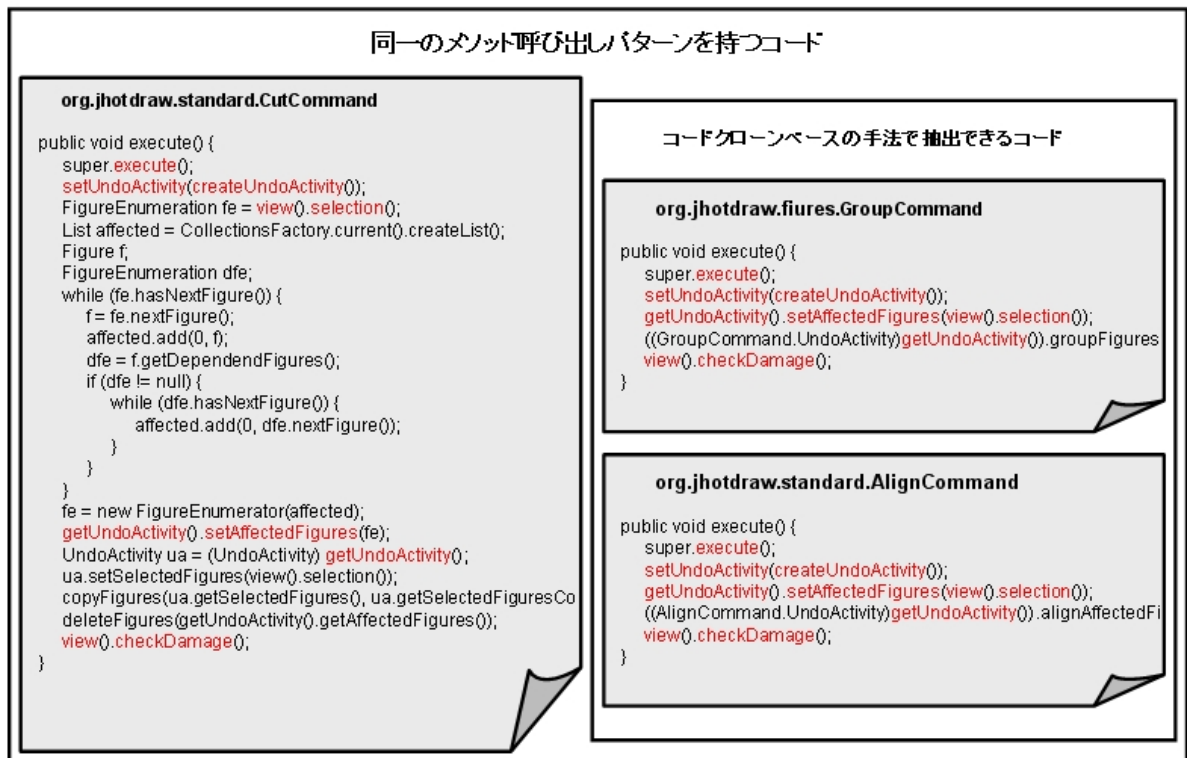 同一のメソッド呼び出しパターンを持つコード
org.jhotdraw.standard.CutCommand
public void execute() {
super.execute();
setUndoActivity(createUndoActivity());
FigureEnumeration fe = view().selection();
List affected = CollectionsFactory.current().createList();
Figure f;
FigureEnumeration dfe;
while (fe.hasNextFigure()) {
f = fe.nextFigure();
affected.add(0, f);
dfe = f.getDependendFigures();
if (dfe != null) {
while (dfe.hasNextFigure()) {
affected.add(0, dfe.nextFigure());
}
}
}
fe = new FigureEnumerator(affected);
getUndoActivity().setAffectedFigures(fe);
UndoActivity ua = (UndoActivity) getUndoActivity();
ua.setSelectedFigures(view().selection());
copyFigures(ua.getSelectedFigures(), ua.getSelectedFiguresCo
deleteFigures(getUndoActivity().getAffectedFigures());
view().checkDamage();
}
コードクローンベースの手法で抽出できるコード
org.jhotdraw.fiures.GroupCommand
public void execute() {
super.execute();
setUndoActivity(createUndoActivity());
getUndoActivity().setAffectedFigures(view().selection());
((GroupCommand.UndoActivity)getUndoActivity()).groupFigures
view().checkDamage();
}
org.jhotdraw.standard.AlignCommand
public void execute() {
super.execute();
setUndoActivity(createUndoActivity());
getUndoActivity().setAffectedFigures(view().selection());
((AlignCommand.UndoActivity)getUndoActivity()).alignAffectedFi
view().checkDamage();
}